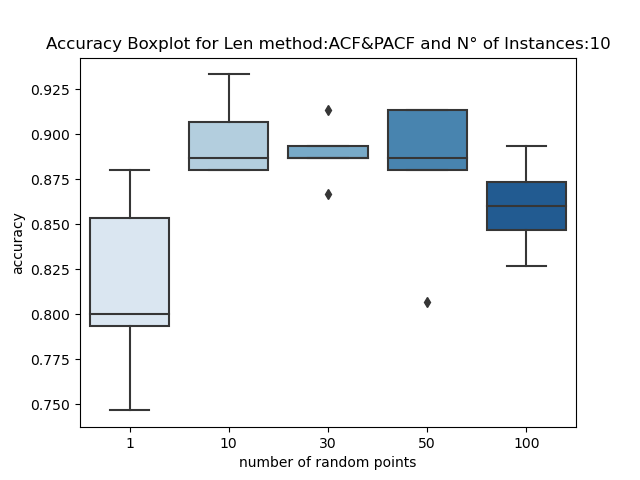 Accuracy Boxplot for Len method:ACF&PACF and N° of Instances:10
0.925
0.900
0.875
0.850
0.825
0.800
0.775
0.750
accuracy
1 10 30 50 100
number of random points